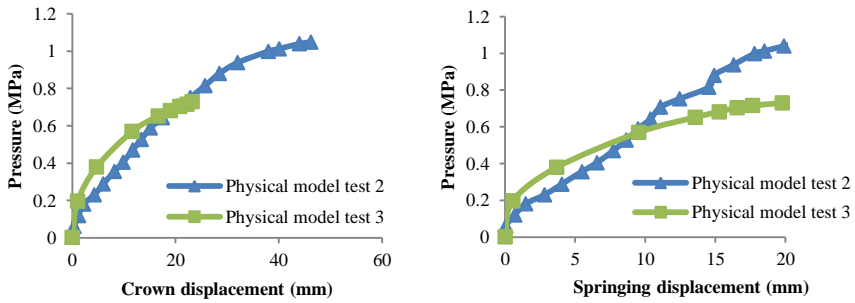 1.2
1
0.8
0.6
0.4
0.2
0
Pressure (MPa)
0 20 40 60
Crown displacement (mm)
Physical model test 2
Physical model test 3
1.2
1
0.8
0.6
0.4
0.2
0
Pressure (MPa)
0 5 10 15 20
Springing displacement (mm)
Physical model test 2
Physical model test 3